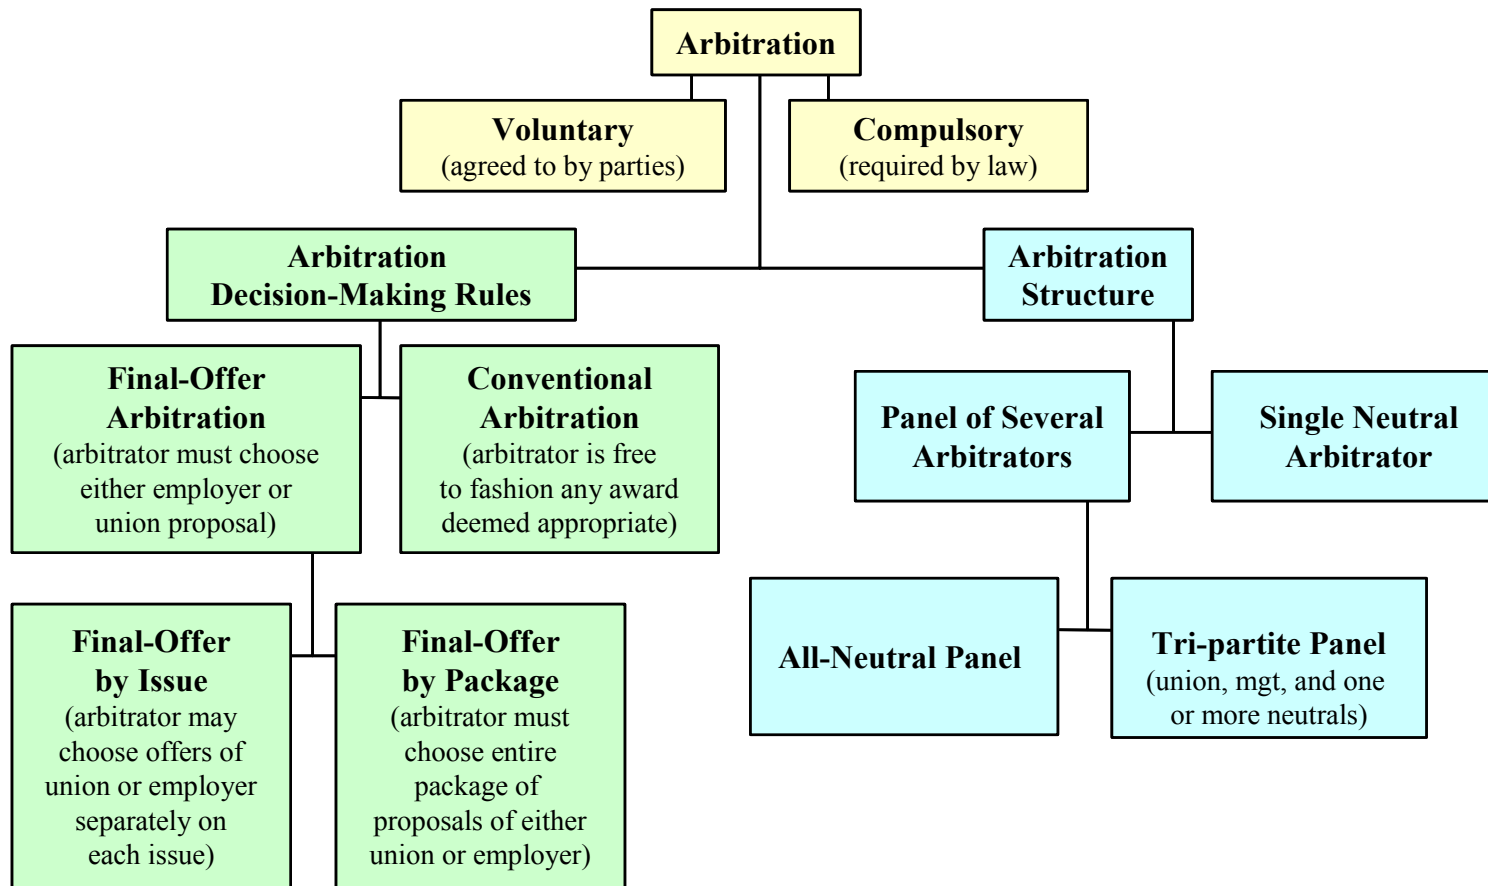 Arbitration
Voluntary
(agreed to by parties)
Compulsory
(required by law)
Arbitration
Decision-Making Rules
Arbitration
Structure
Final-Offer
Arbitration
(arbitrator must choose
either employer or
union proposal)
Conventional
Arbitration
(arbitrator is free
to fashion any award
deemed appropriate)
Panel of Several
Arbitrators
Single Neutral
Arbitrator
Final-Offer
by Issue
(arbitrator may
choose offers of
union or employer
separately on
each issue)
Final-Offer
by Package
(arbitrator must
choose entire
package of
proposals of either
union or employer)
All-Neutral Panel
Tri-partite Panel
(union, mgt, and one
or more neutrals)